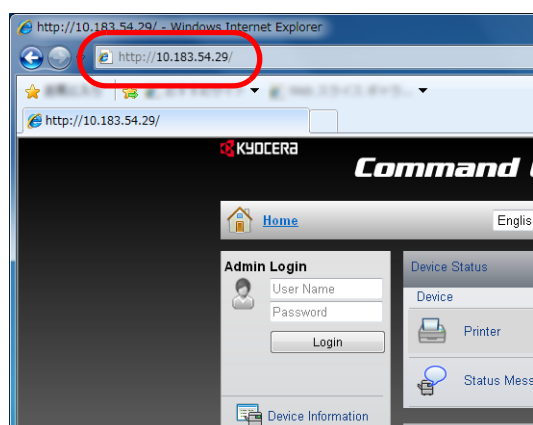 http://10.183.54.29/ - Windows Internet Explorer
http://10.183.54.29/
http://10.183.54.29/
KYOCERA
Command
Home
Englis
Admin Login
User Name
Password
Login
Device Information
Device Status
Device
Printer
Status Mess